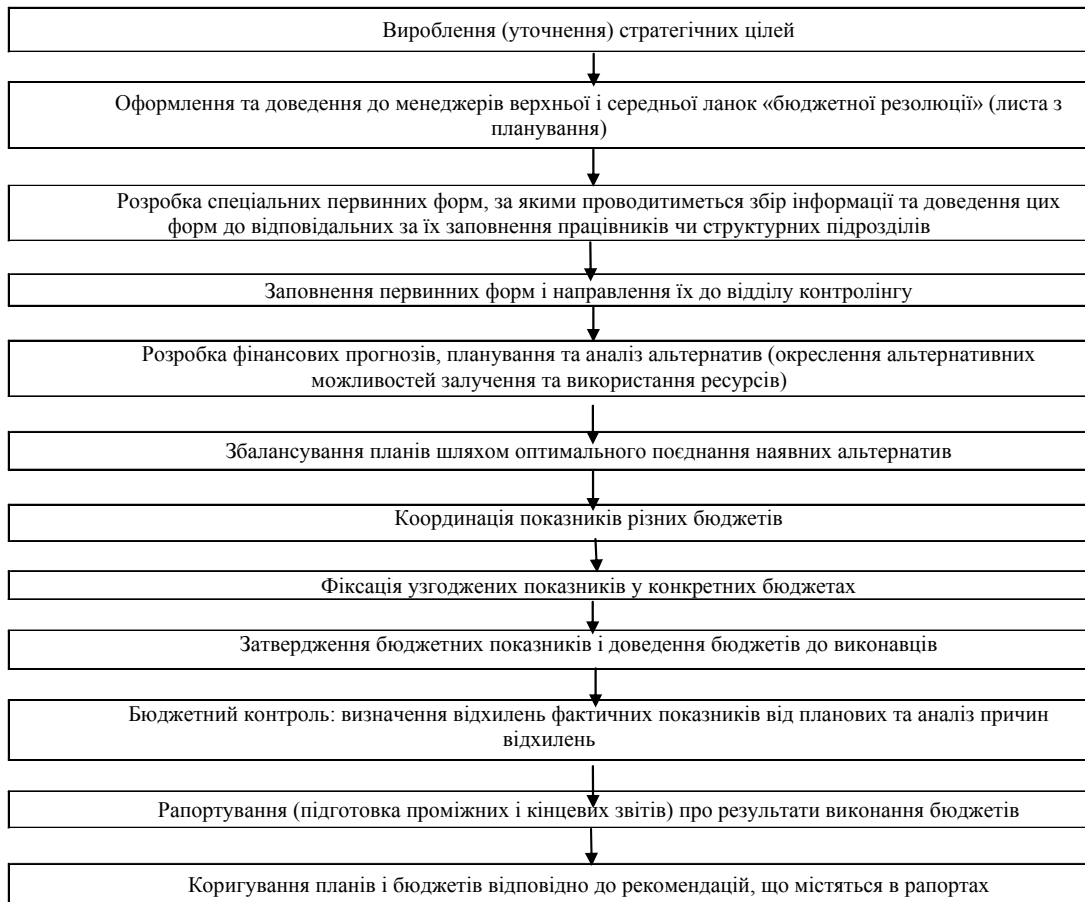 Вироблення (уточнення) стратегічних цілей
Оформлення та доведення до менеджерів верхньої і середньої ланок «бюджетної резолюції» (листа з
планування)
Розробка спеціальних первинних форм, за якими проводитиметься збір інформації та доведення цих
форм до відповідальних за їх заповнення працівників чи структурних підрозділів
Заповнення первинних форм і направлення їх до відділу контролінгу
Розробка фінансових прогнозів, планування та аналіз альтернатив (окреслення альтернативних
можливостей залучення та використання ресурсів)
Збалансування планів шляхом оптимального поєднання наявних альтернатив
Координація показників різних бюджетів
Фіксація узгоджених показників у конкретних бюджетах
Затвердження бюджетних показників і доведення бюджетів до виконавців
Бюджетний контроль: визначення відхилень фактичних показників від планових та аналіз причин
відхилень
Рапортування (підготовка проміжних і кінцевих звітів) про результати виконання бюджетів
Коригування планів і бюджетів відповідно до рекомендацій, що містяться в рапортах